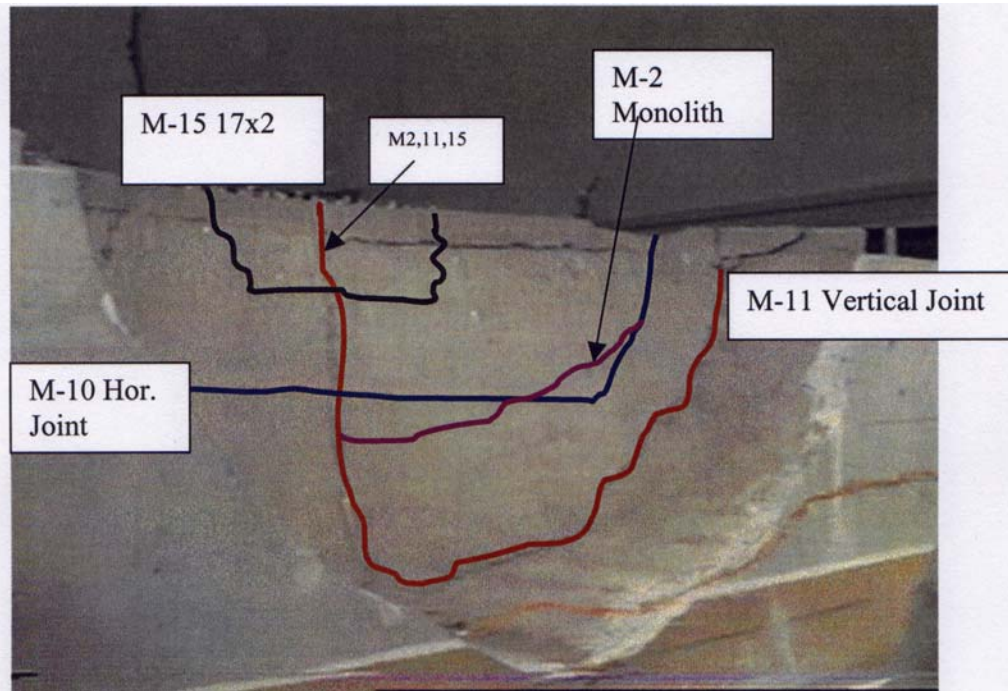 M-2
Monolith
M-15 17x2
M2,11,15
M-11 Vertical Joint
M-10 Hor.
Joint